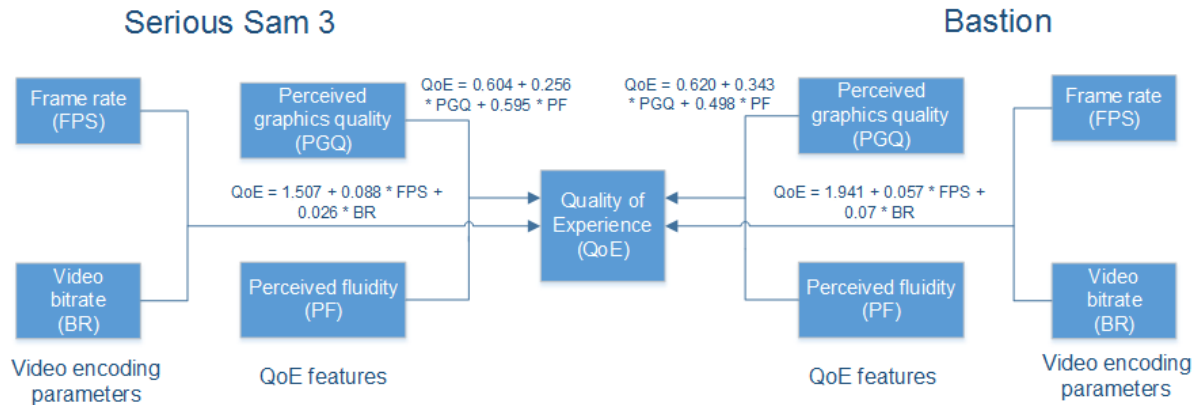 Serious Sam 3
Bastion
Frame rate
(FPS)
Perceived
graphics quality
(PGQ)
QoE = 0.604 + 0.256
* PGQ + 0.595 * PF
QoE = 1.507 + 0.088 * FPS +
0.026 * BR
Video
bitrate
(BR)
Perceived fluidity
(PF)
Video encoding
parameters
QoE features
Quality of
Experience
(QoE)
QoE = 0.620 + 0.343
* PGQ + 0.498 * PF
Perceived
graphics quality
(PGQ)
Frame rate
(FPS)
QoE = 1.941 + 0.057 * FPS +
0.07 * BR
Perceived fluidity
(PF)
Video
bitrate
(BR)
QoE features
Video encoding
parameters